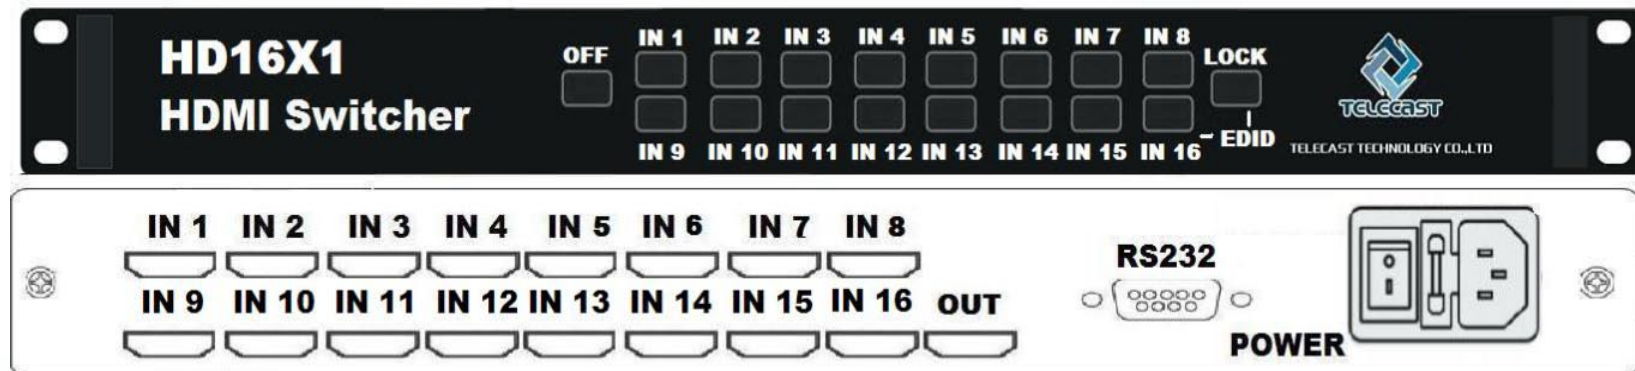 HD16X1
HDMI Switcher
OFF
IN 1 IN 2 IN 3 IN 4 IN 5 IN 6 IN 7 IN 8
LOCK
IN 9 IN 10 IN 11 IN 12 IN 13 IN 14 IN 15 IN 16
EDID
TELECAST
TELECAST TECHNOLOGY CO.,LTD
IN 1 IN 2 IN 3 IN 4 IN 5 IN 6 IN 7 IN 8
IN 9 IN 10 IN 11 IN 12 IN 13 IN 14 IN 15 IN 16 OUT
RS232
POWER